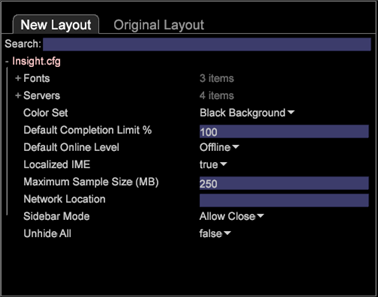 New Layout Original Layout
Search:
- Insight.cfg
+ Fonts 3 items
+ Servers 4 items
Color Set Black Background
Default Completion Limit % 100
Default Online Level Offline
Localized IME true
Maximum Sample Size (MB) 250
Network Location
Sidebar Mode Allow Close
Unhide All false